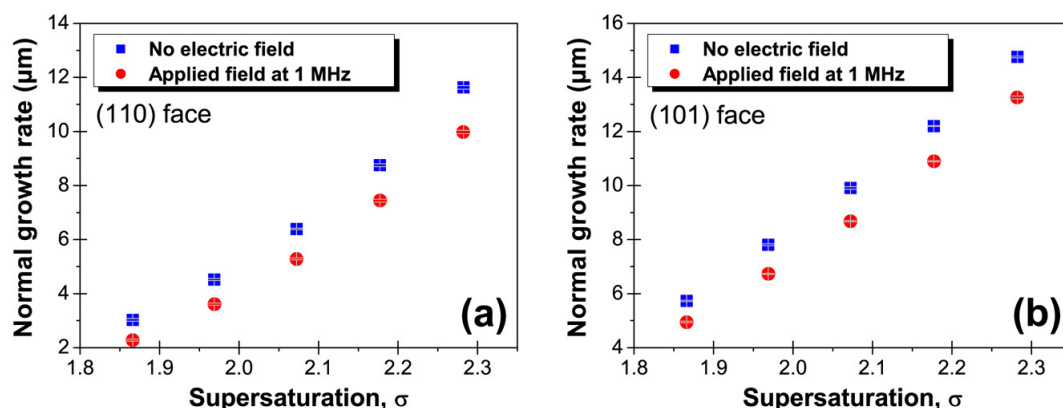 14
12
10
8
6
4
2
Normal growth rate (μm)
No electric field
Applied field at 1 MHz
(110) face
(a)
1.8 1.9 2.0 2.1 2.2 2.3
Supersaturation, σ
16
14
12
10
8
6
4
Normal growth rate (μm)
No electric field
Applied field at 1 MHz
(101) face
(b)
1.8 1.9 2.0 2.1 2.2 2.3
Supersaturation, σ